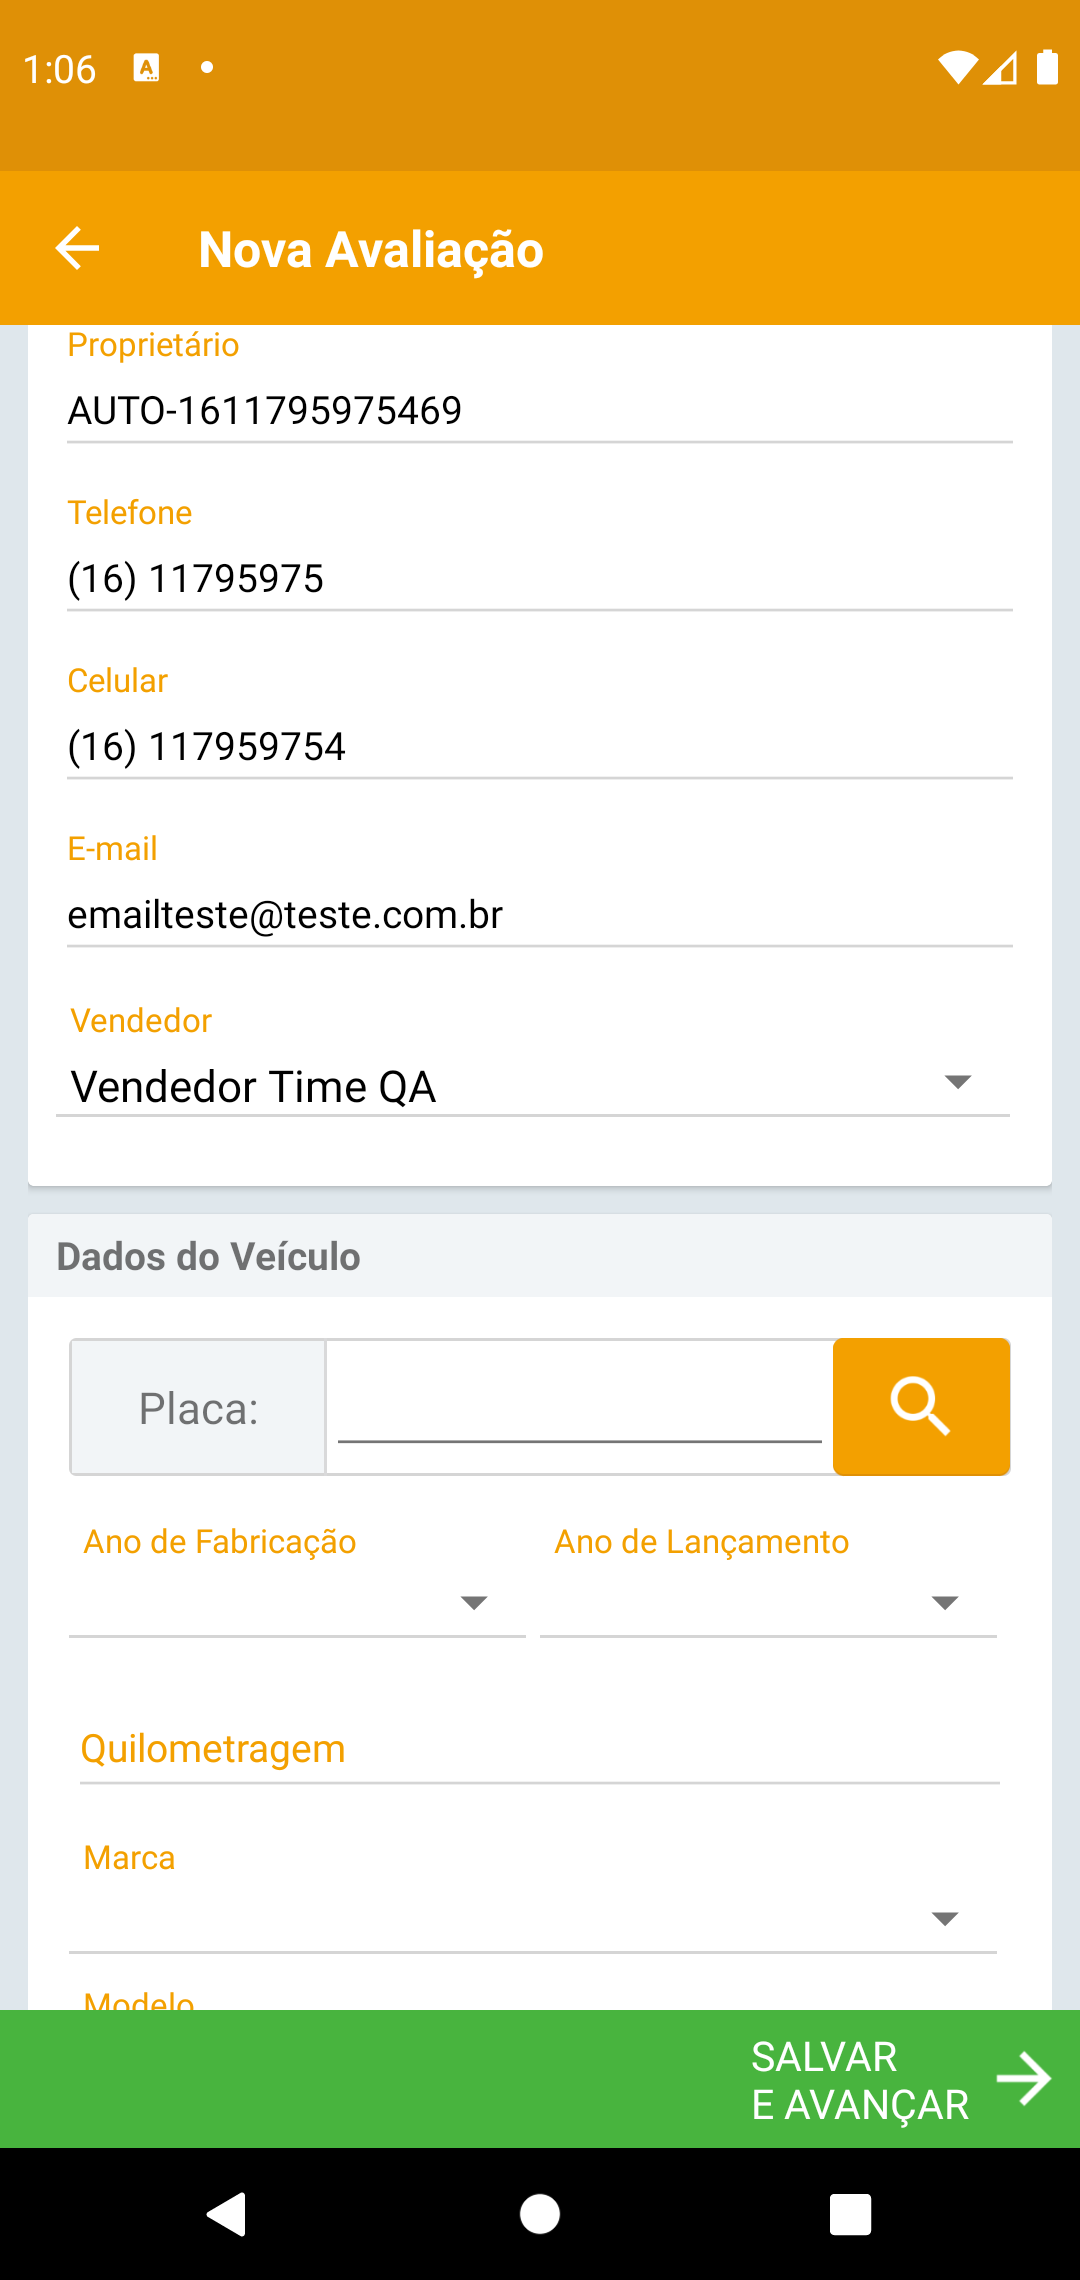 1:06
Nova Avaliação
Proprietário
AUTO-1611795975469
Telefone
(16) 11795975
Celular
(16) 117959754
E-mail
emailteste@teste.com.br
Vendedor
Vendedor Time QA
Dados do Veículo
Placa:
Ano de Fabricação Ano de Lançamento
Quilometragem
Marca
Modelo
SALVAR
E AVANÇAR